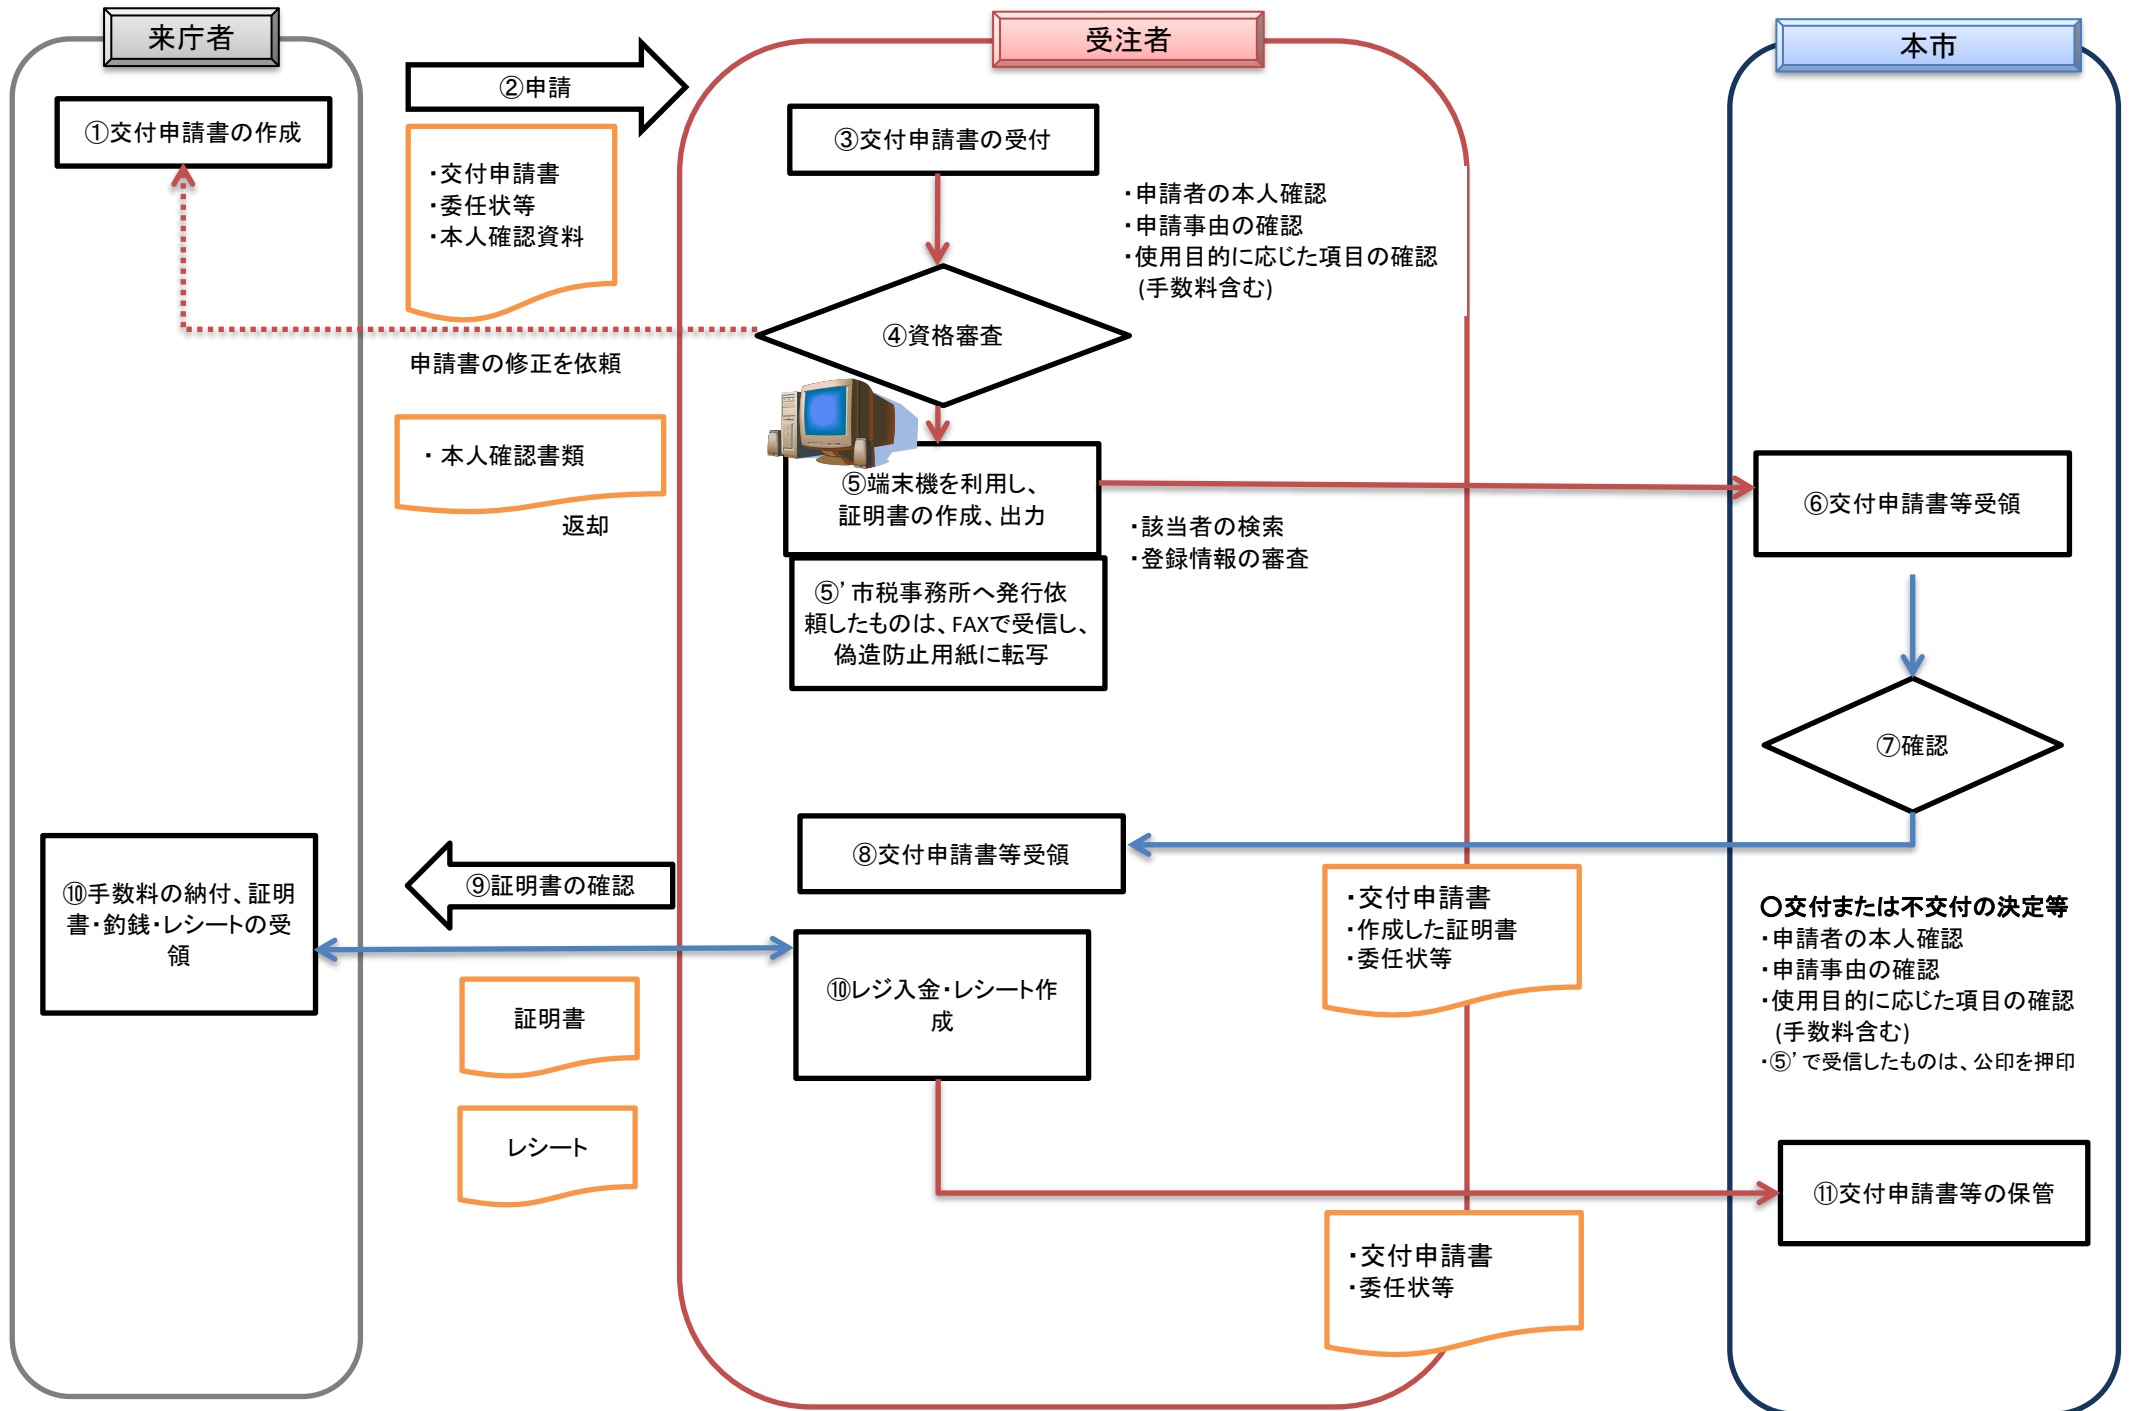 来庁者
受注者
本市
①交付申請書の作成
②申請
・交付申請書
・委任状等
・本人確認資料
③交付申請書の受付
・申請者の本人確認
・申請事由の確認
・使用目的に応じた項目の確認
(手数料含む)
④資格審査
申請書の修正を依頼
・ 本人確認書類
返却
⑤端末機を利用し、
証明書の作成、出力
・該当者の検索
・登録情報の審査
⑤’市税事務所へ発行依
頼したものは、FAXで受信し、
偽造防止用紙に転写
⑥交付申請書等受領
⑦確認
⑧交付申請書等受領
⑨証明書の確認
⑩手数料の納付、証明
書・釣銭・レシートの受
領
・交付申請書
・作成した証明書
・委任状等
〇交付または不交付の決定等
・申請者の本人確認
・申請事由の確認
・使用目的に応じた項目の確認
(手数料含む)
・⑤’で受信したものは、公印を押印
⑩レジ入金・レシート作
成
証明書
レシート
⑪交付申請書等の保管
・交付申請書
・委任状等